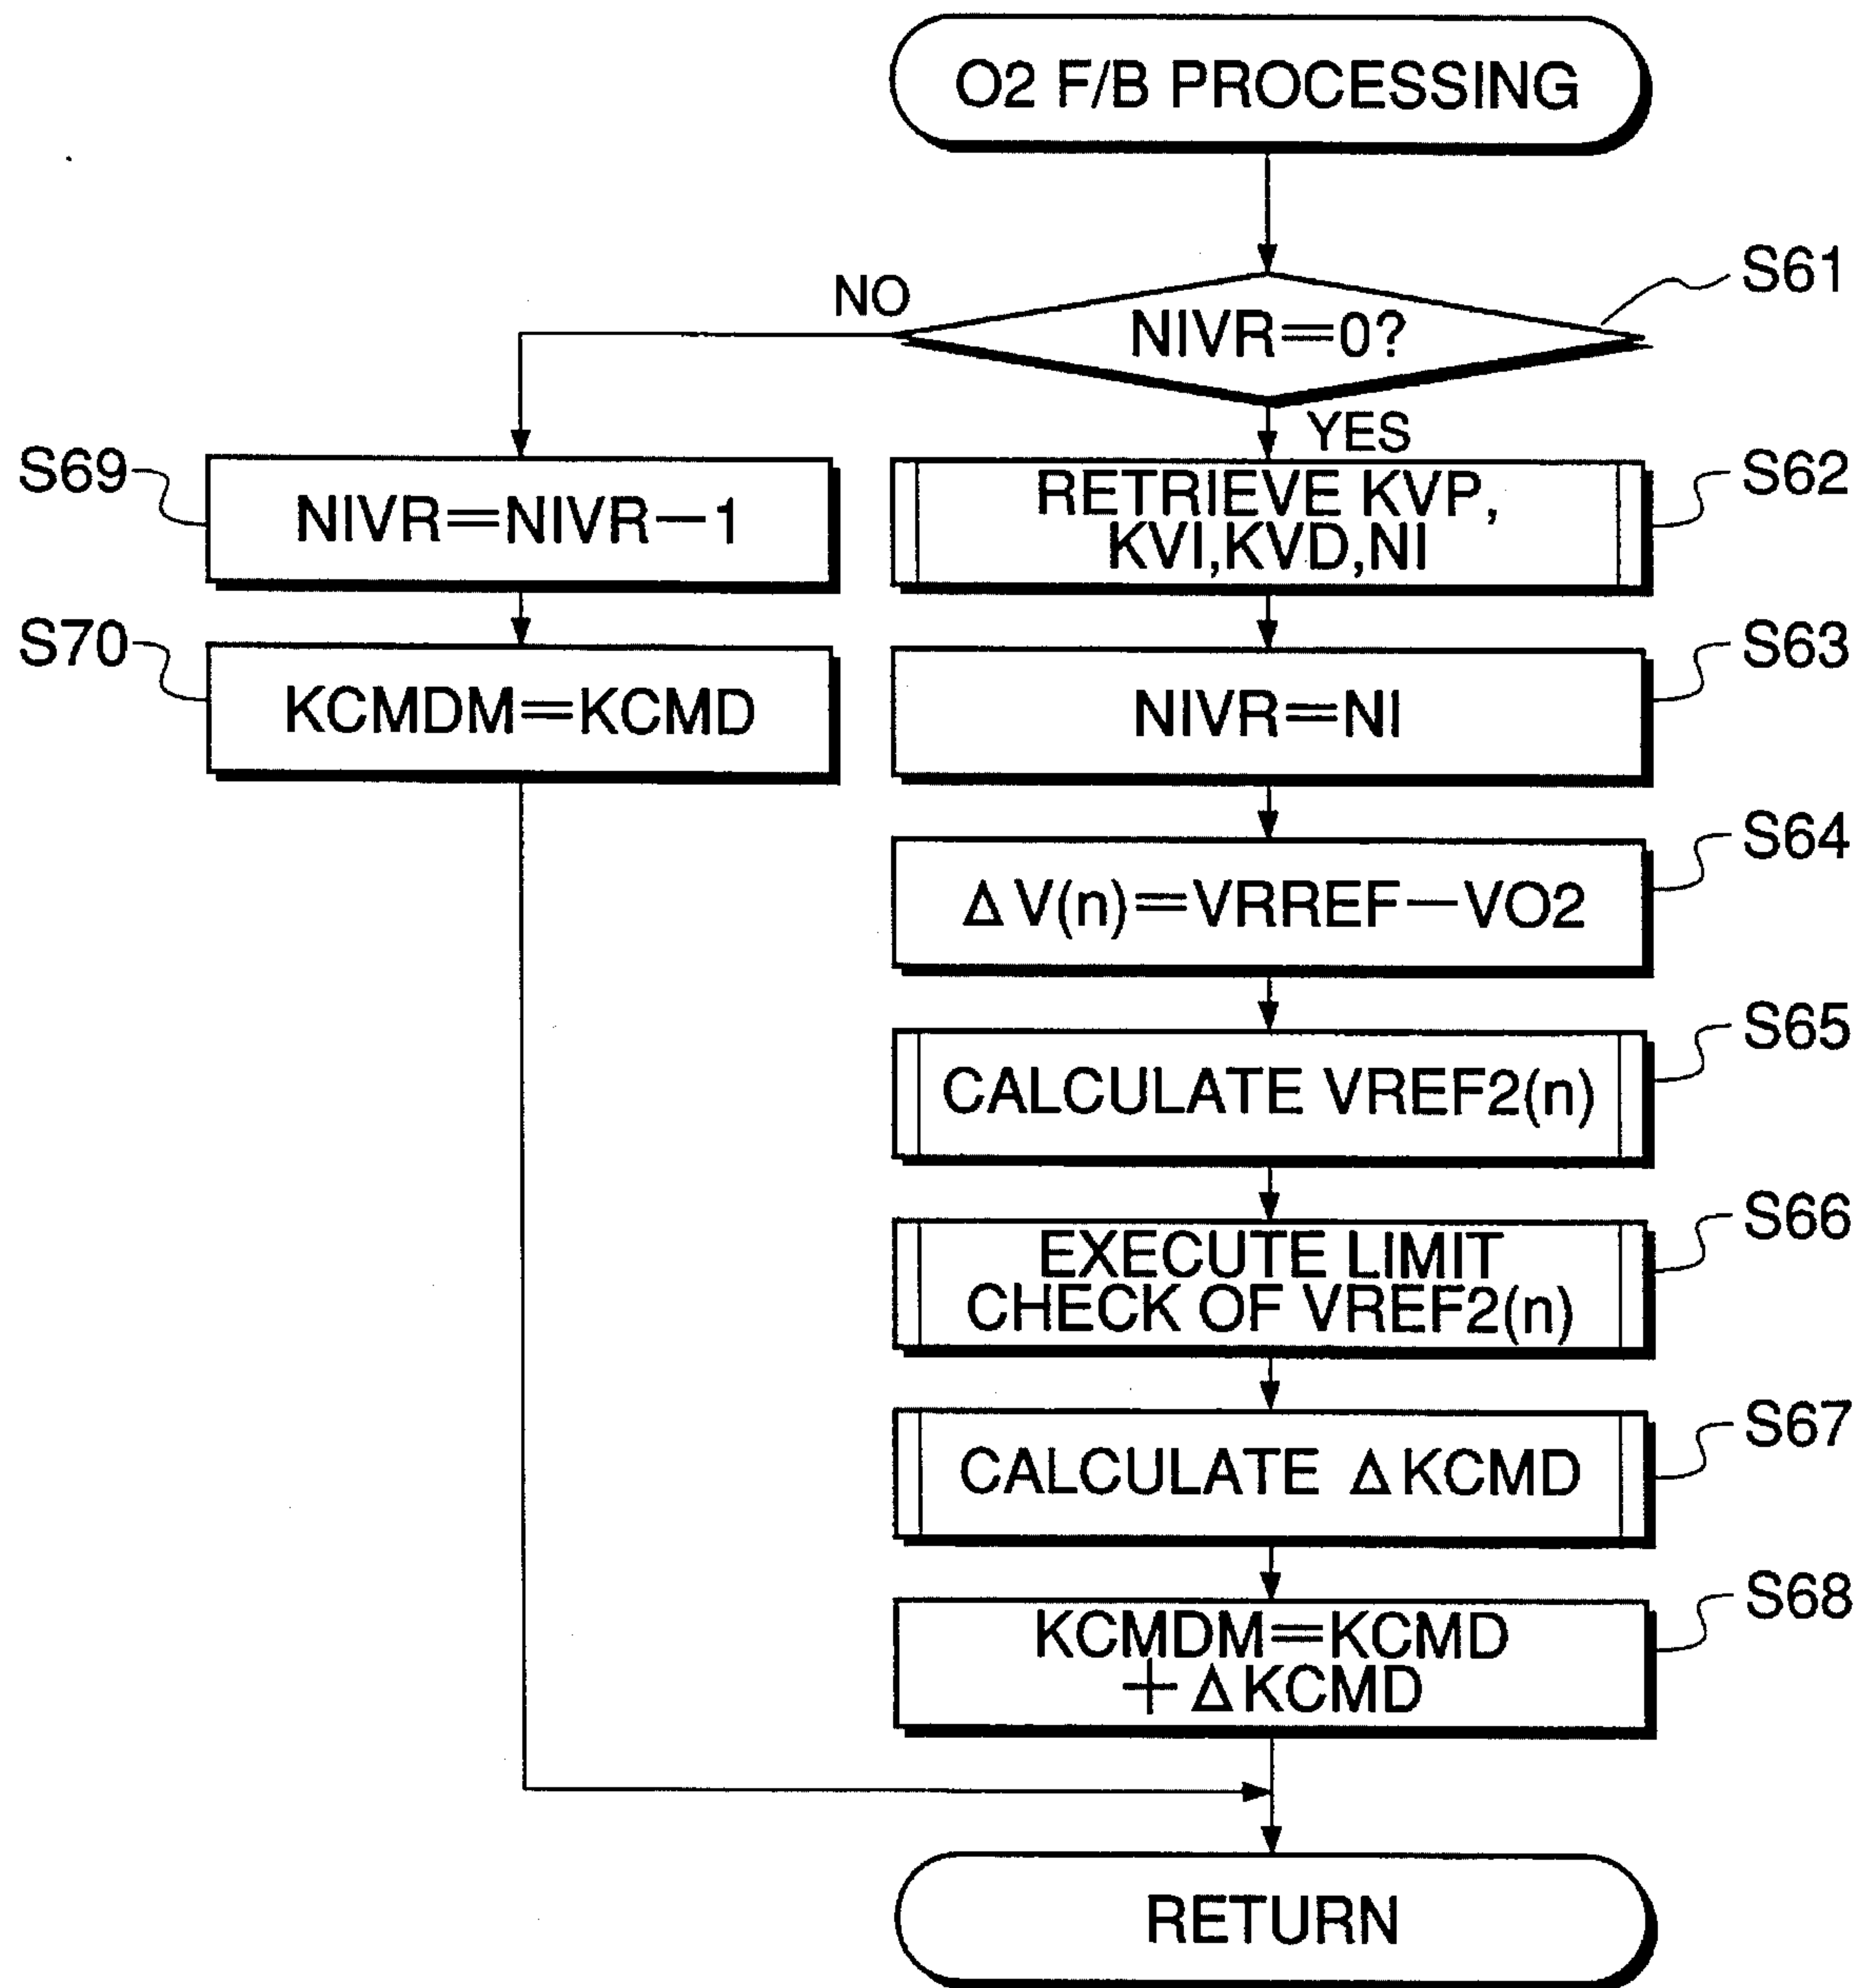 O2 F/B PROCESSING
S61
NO
NIVR=0?
YES
S69
NIVR=NIVR-1
S62
RETRIEVE KVP,
KVI,KVD,NI
S70
KCMDM=KCMD
S63
NIVR=NI
S64
ΔV(n)=VRREF-VO2
S65
CALCULATE VREF2(n)
S66
EXECUTE LIMIT
CHECK OF VREF2(n)
S67
CALCULATE ΔKCMD
S68
KCMDM=KCMD
+ΔKCMD
RETURN